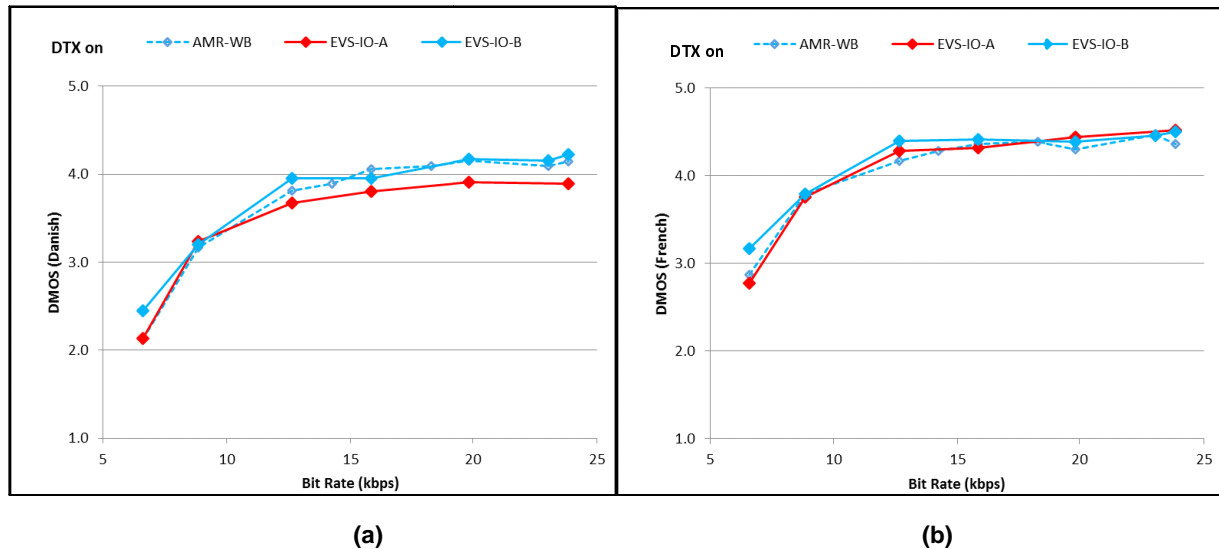 DTX on AMR-WB EVS-IO-A EVS-IO-B
5.0
4.0
3.0
2.0
1.0
DMOS (Danish)
5 10 15 20 25
Bit Rate (kbps)
(a)
DTX on AMR-WB EVS-IO-A EVS-IO-B
5.0
4.0
3.0
2.0
1.0
DMOS (French)
5 10 15 20 25
Bit Rate (kbps)
(b)